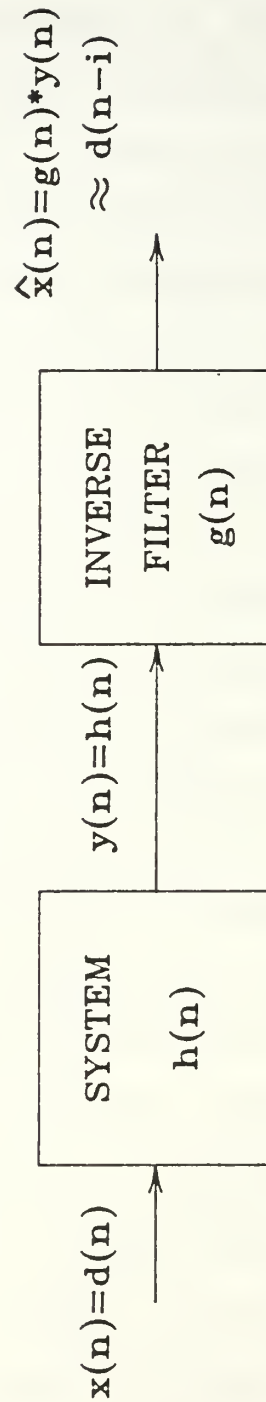 x(n)=d(n)
SYSTEM
h(n)
y(n)=h(n)
INVERSE
FILTER
g(n)
x̂(n)=g(n)*y(n)
≈ d(n−i)